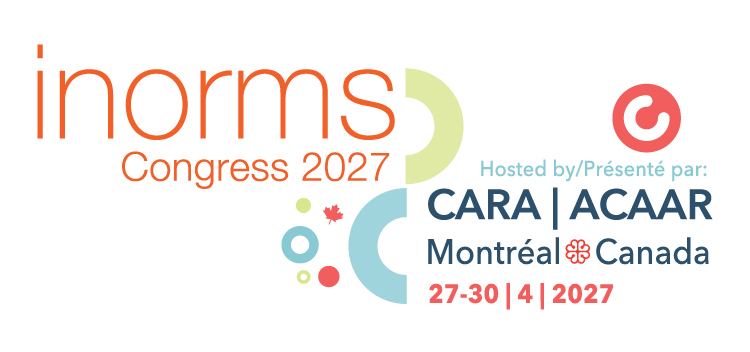 inorms
Congress 2027
Hosted by/Présenté par:
CARA | ACAAR
Montréal Canada
27-30 | 4 | 2027